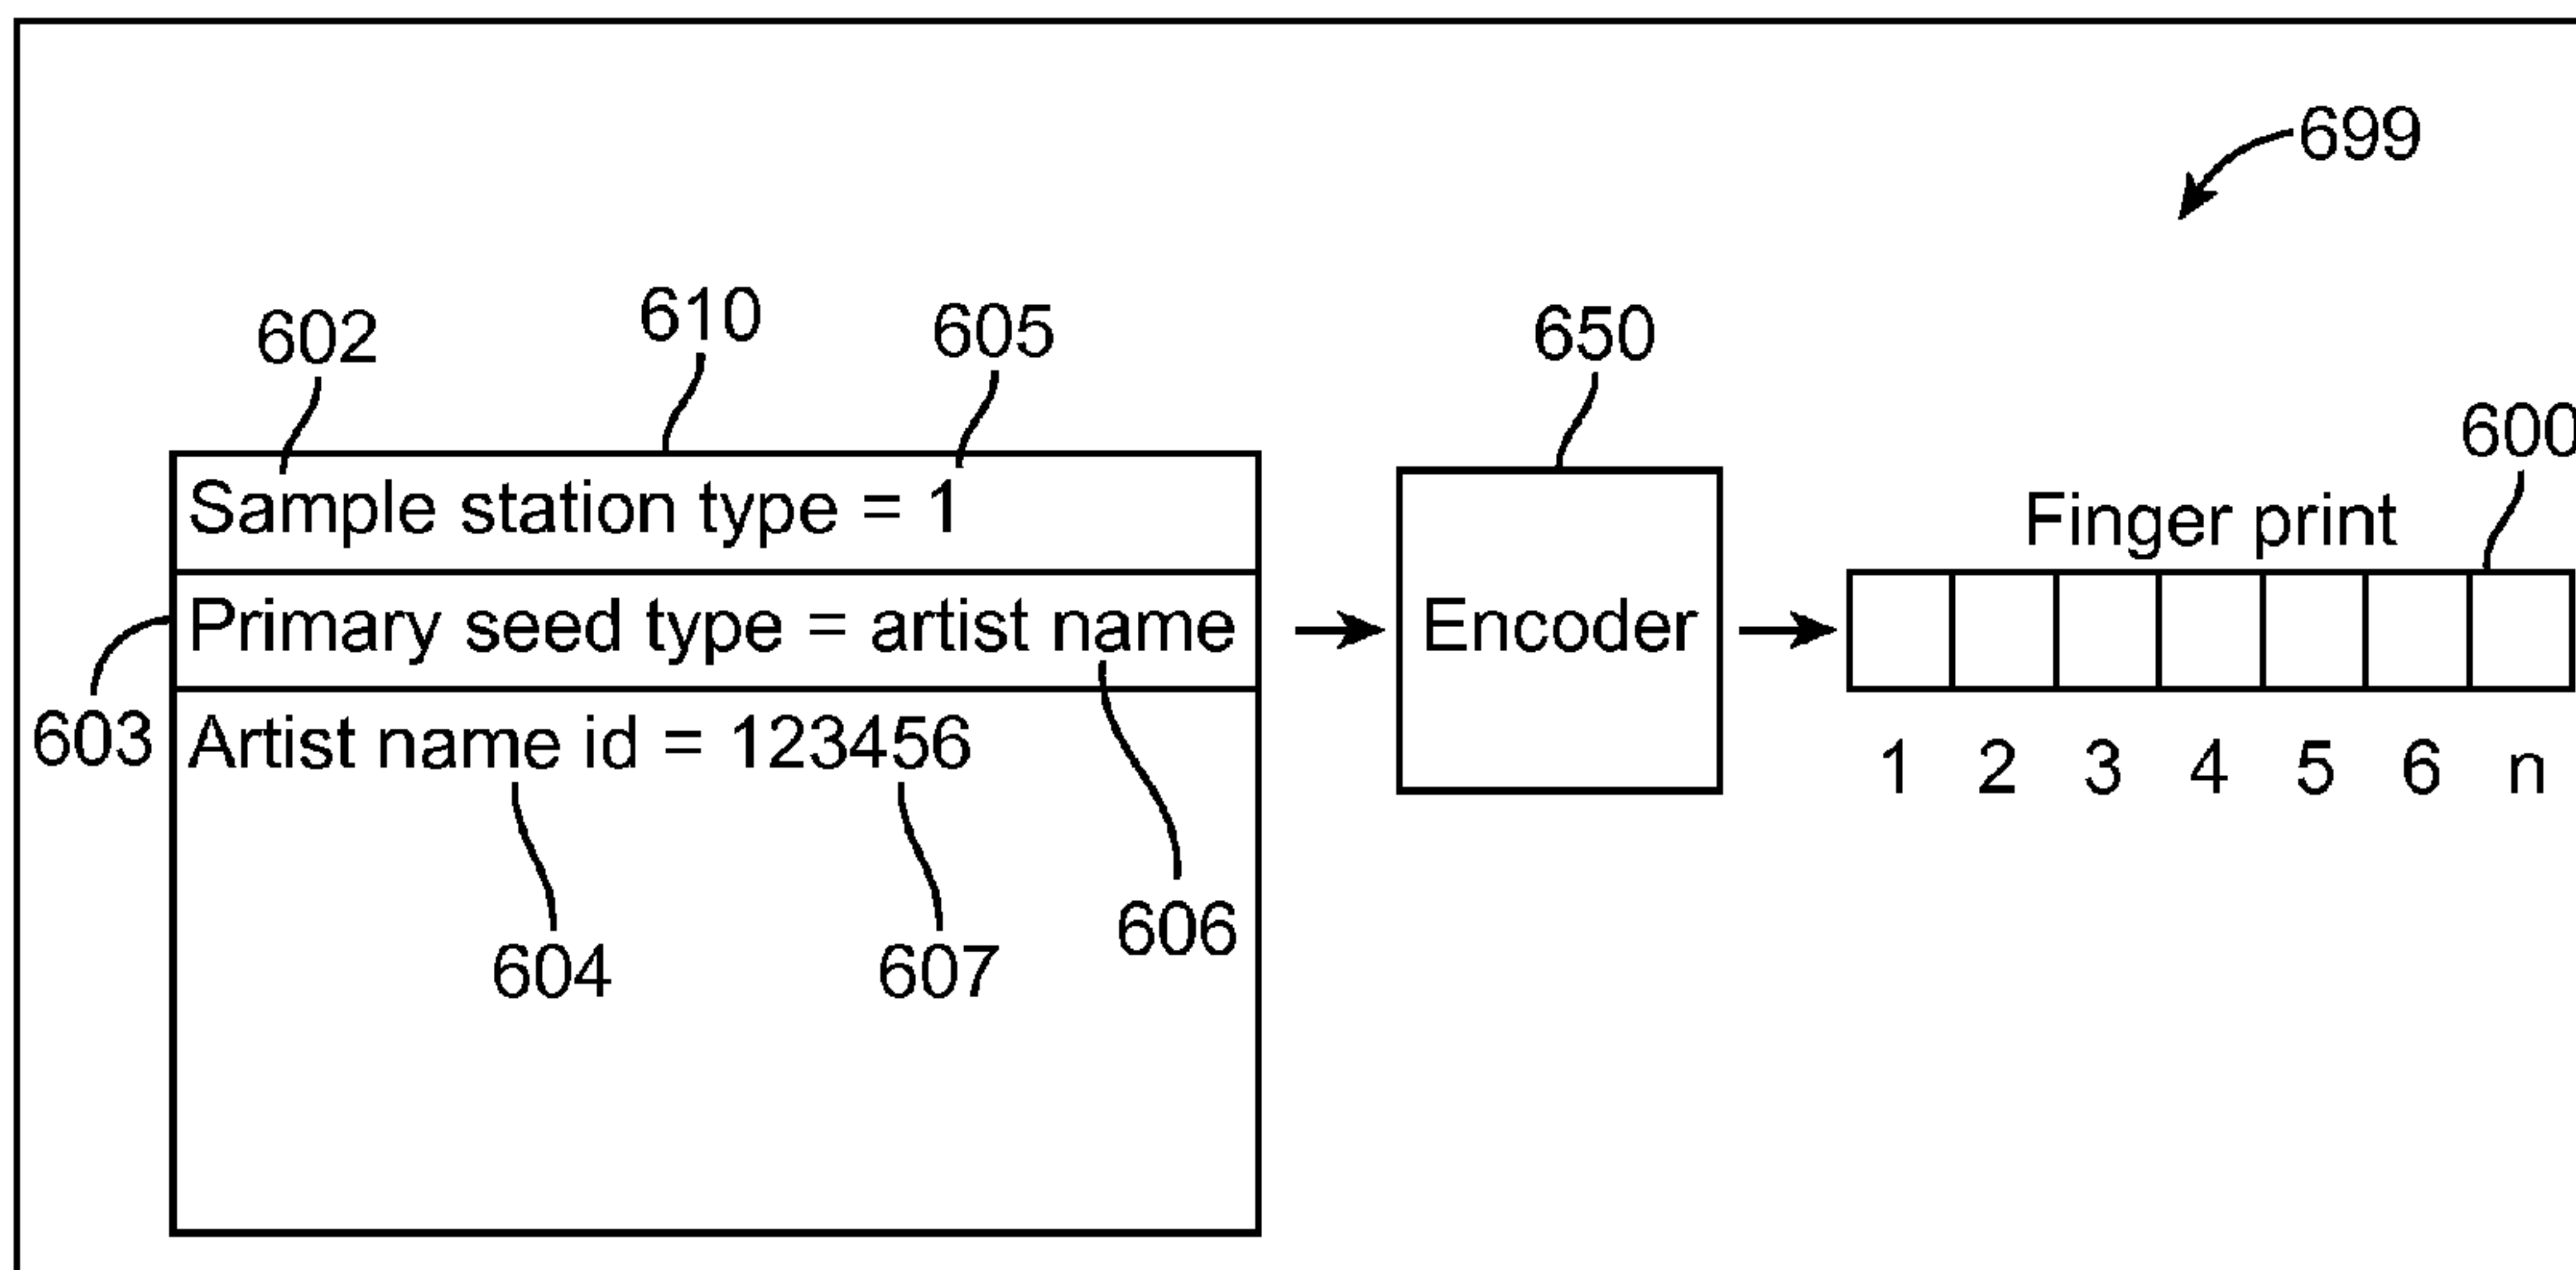 699
602
610
605
650
600
Sample station type = 1
Finger print
Primary seed type = artist name
Encoder
603
Artist name id = 123456
1 2 3 4 5 6 n
604
607
606